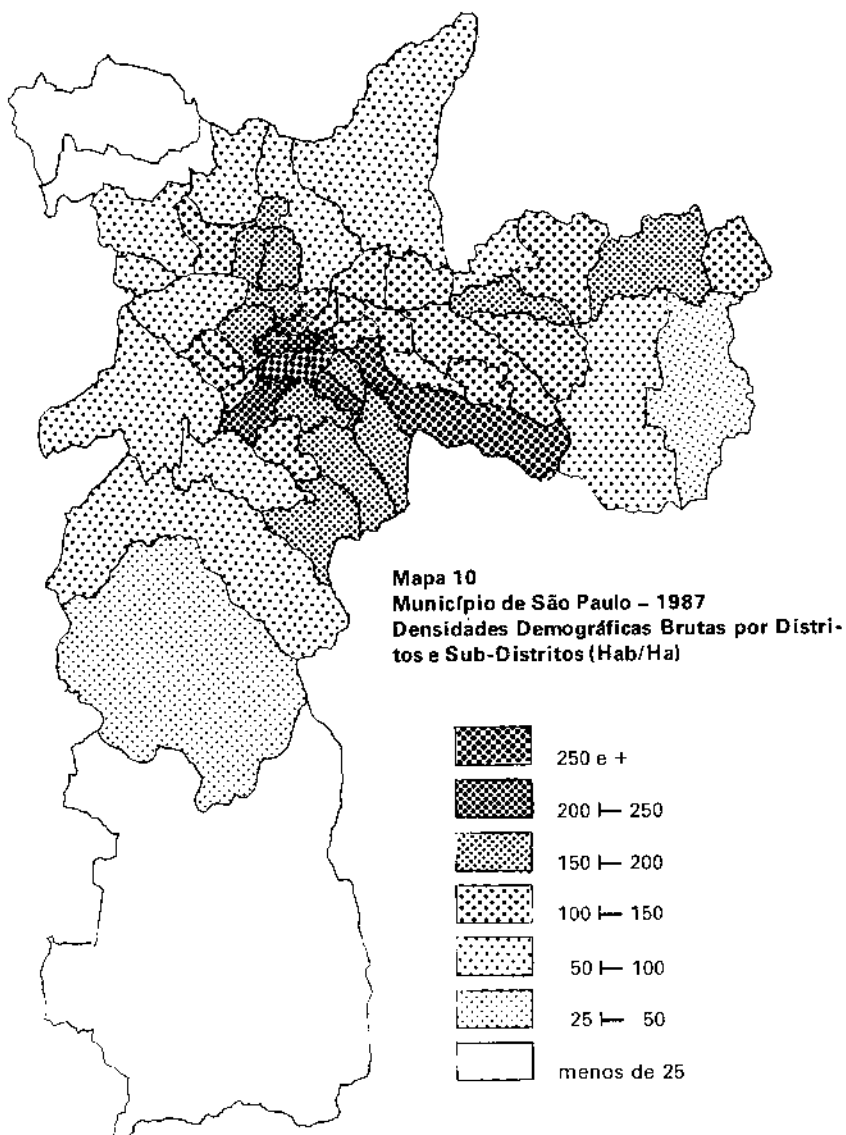 Mapa 10
Município de São Paulo – 1987
Densidades Demográficas Brutas por Distri-
tos e Sub-Distritos (Hab/Ha)
250 e +
200 ⊢ 250
150 ⊢ 200
100 ⊢ 150
50 ⊢ 100
25 ⊢ 50
menos de 25